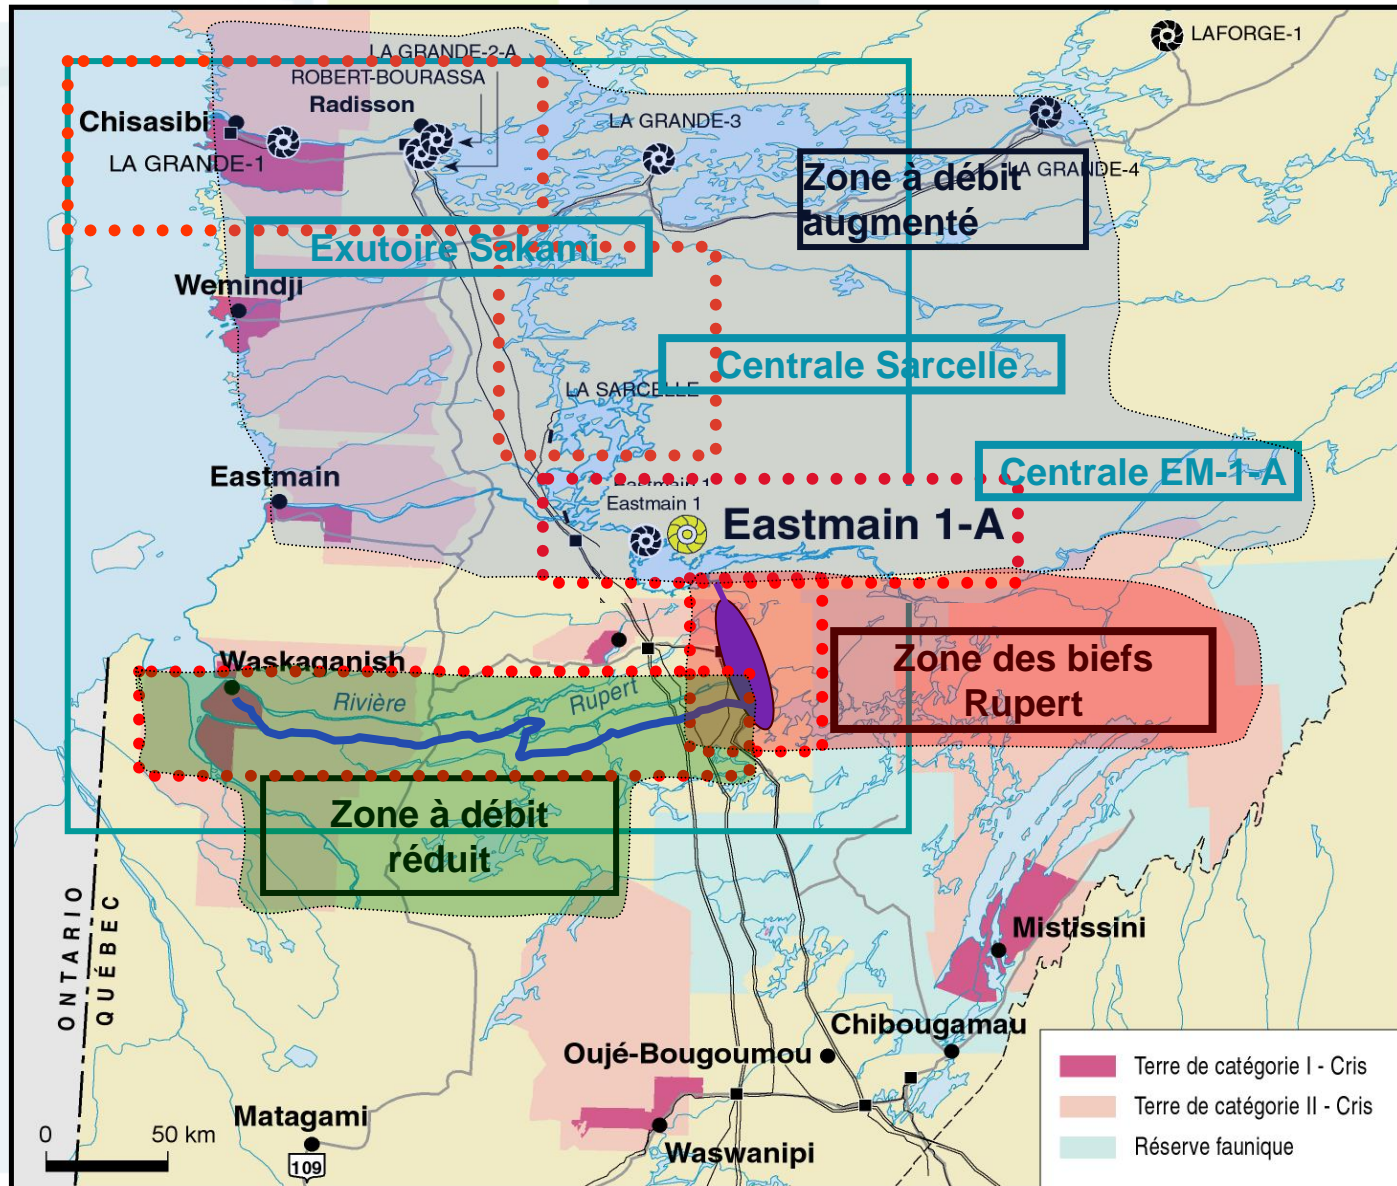 LAFORGE-1
LA GRANDE-2-A
ROBERT-BOURASSA
Radisson
Chisasibi
LA GRANDE-1
LA GRANDE-3
LA GRANDE-4
Zone à débit
augmenté
Exutoire Sakami
Wemindji
Centrale Sarcelle
LA SARCELLE
Centrale EM-1-A
Eastmain
Eastmain 1
Eastmain 1
Eastmain 1-A
Waskaganish
Rivière
Rupert
Zone des biefs
Rupert
Zone à débit
réduit
ONTARIO
QUÉBEC
Mistissini
Chibougamau
Oujé-Bougoumou
Matagami
109
Waswanipi
0 50 km
Terre de catégorie I - Cris
Terre de catégorie II - Cris
Réserve faunique